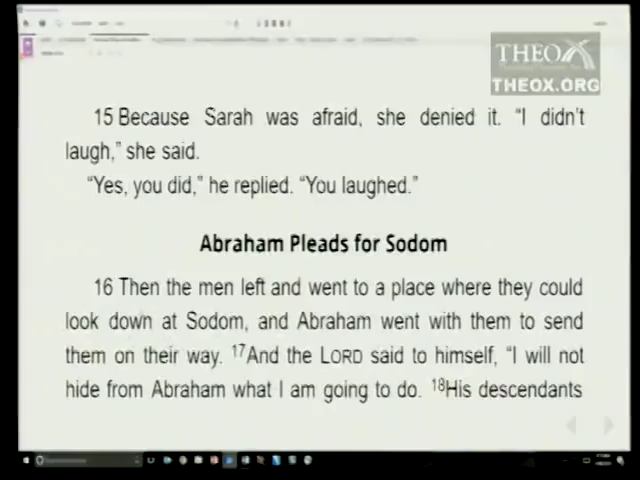 THEOX
THEOX.ORG
15 Because Sarah was afraid, she denied it. “I didn’t
laugh,” she said.
“Yes, you did,” he replied. “You laughed.”
Abraham Pleads for Sodom
16 Then the men left and went to a place where they could
look down at Sodom, and Abraham went with them to send
them on their way. 17And the LORD said to himself, “I will not
hide from Abraham what I am going to do. 18His descendants